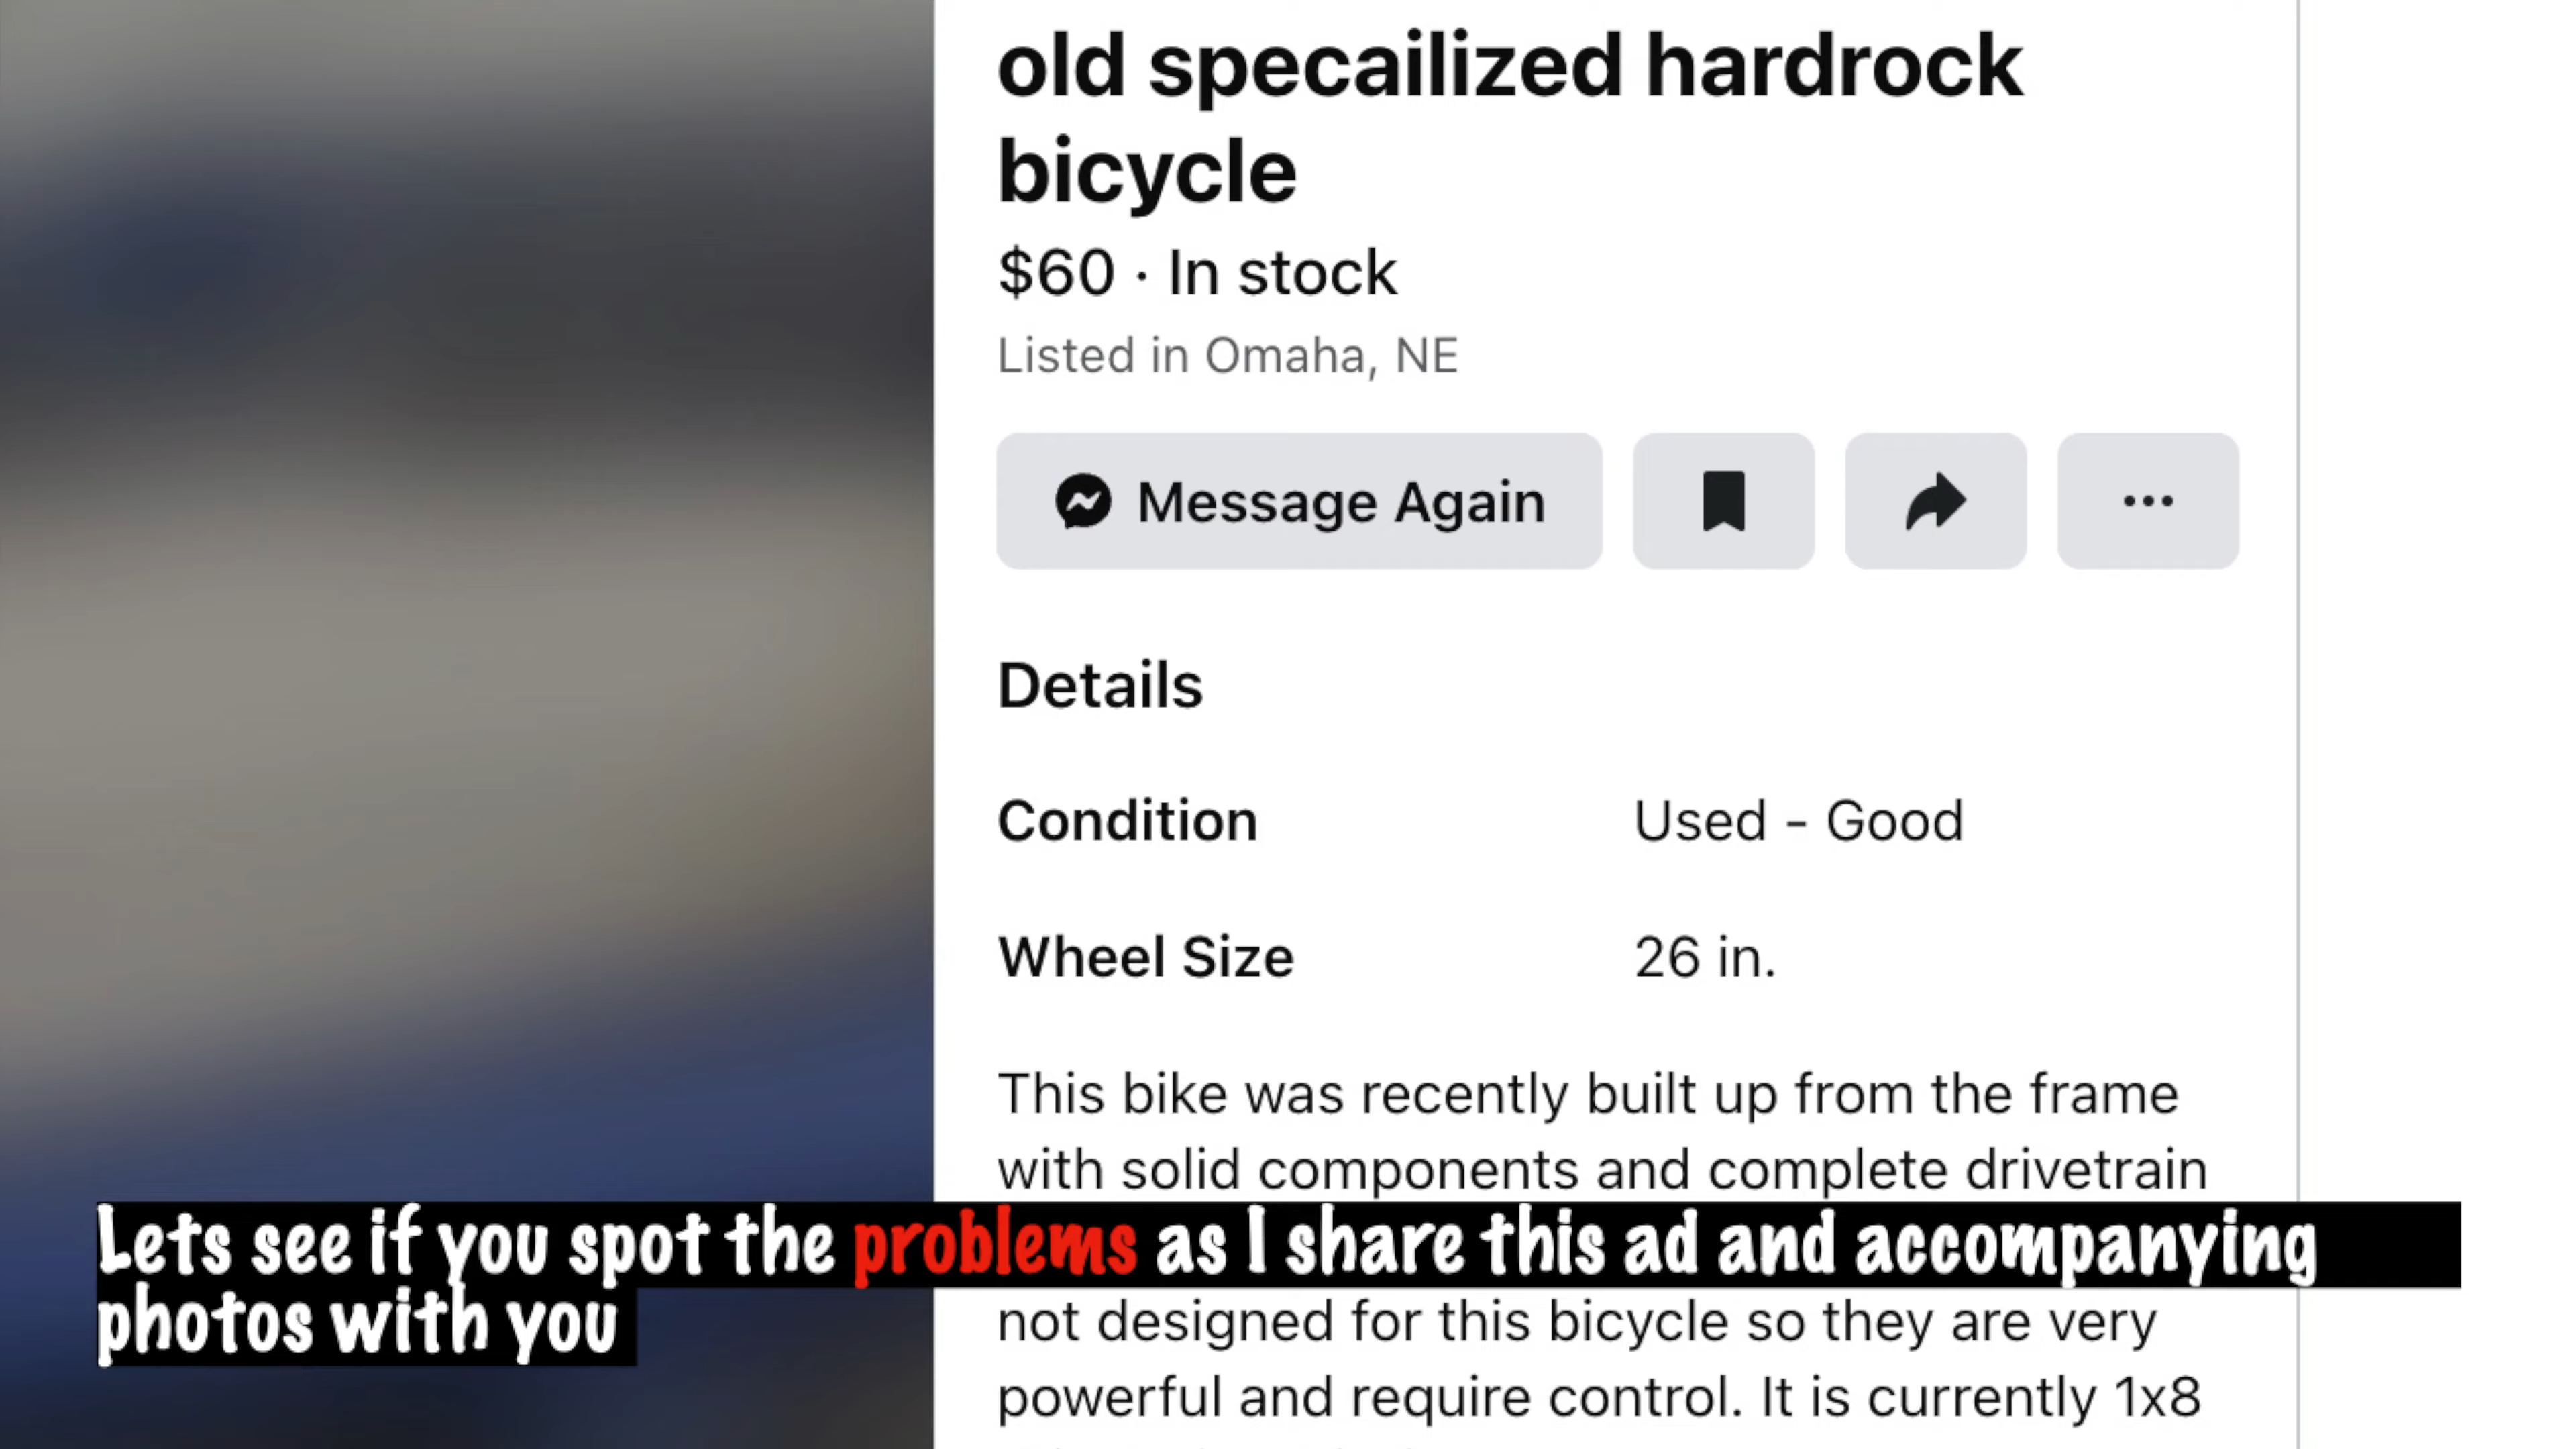 old specailized hardrock
bicycle
$60 · In stock
Listed in Omaha, NE
Message Again
Details
Condition Used - Good
Wheel Size 26 in.
This bike was recently built up from the frame
with solid components and complete drivetrain
Lets see if you spot the problems as I share this ad and accompanying
photos with you
not designed for this bicycle so they are very
powerful and require control. It is currently 1x8